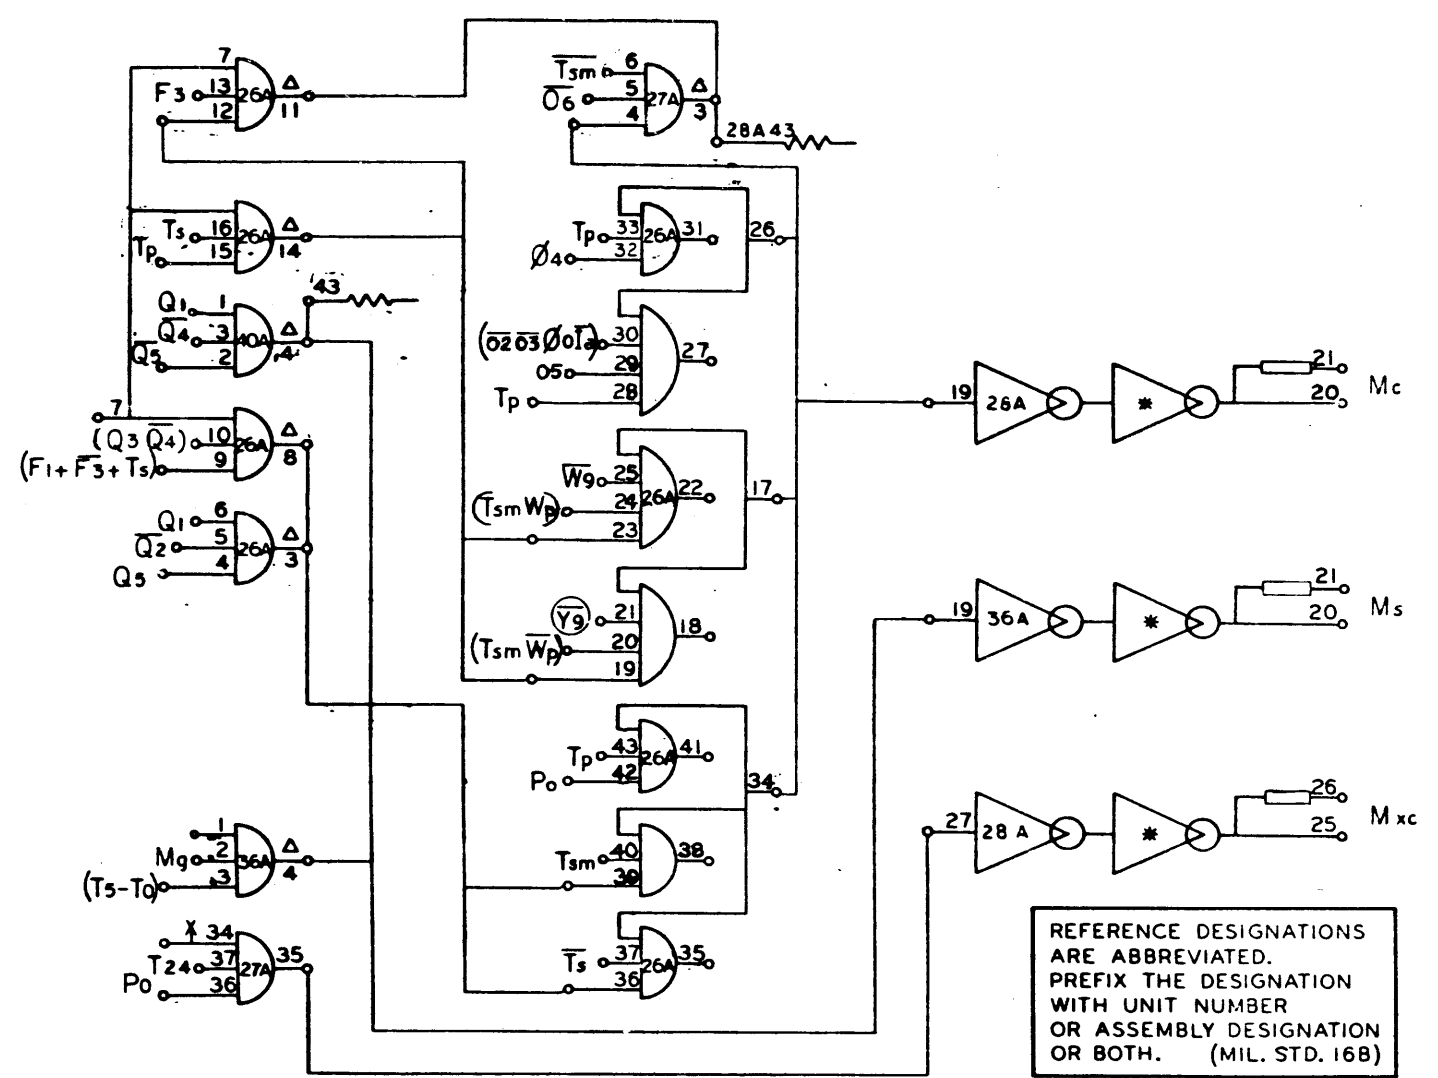 7
F3 13 26A Δ
12 11
Tsm 6
O6 5 27A Δ
4 3
28A43
Ts 16 26A Δ
Tp 15 14
Tp 33 26A 31
Ø4 32
26
43
Q1 1
Q4 3 40A Δ
Q5 2 4
(O2 O3 Ø0 Ta) 30
O5 29 27
Tp 28
7
(Q3 Q4) 10 26A Δ
(F1+F3+Ts) 9 8
Q1 6
Q2 5 26A Δ
Q5 4 3
W9 25
(Tsm Wp) 24 26A 22
23
17
Y9 21
(Tsm Wp) 20 18
19
Tp 43 26A 41
Po 42
34
Tsm 40 38
39
Ts 37 26A 35
36
1
Mg 2 36A Δ
(T5-T0) 3 4
X 34
T24 37 27A 35
Po 36
19 26A * 21
20 Mc
19 36A * 21
20 Ms
27 28A * 26
25 Mxc
REFERENCE DESIGNATIONS
ARE ABBREVIATED.
PREFIX THE DESIGNATION
WITH UNIT NUMBER
OR ASSEMBLY DESIGNATION
OR BOTH. (MIL. STD. 16B)